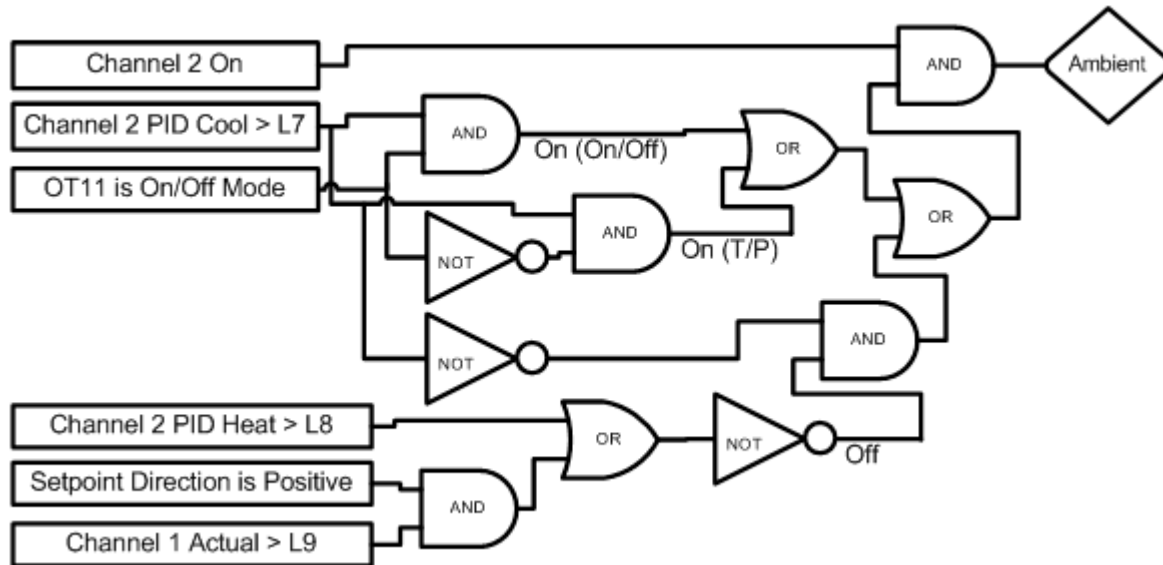 Channel 2 On
AND
Ambient
Channel 2 PID Cool > L7
AND
On (On/Off)
OR
OT11 is On/Off Mode
OR
AND
On (T/P)
NOT
AND
NOT
Channel 2 PID Heat > L8
OR
NOT
Off
Setpoint Direction is Positive
AND
Channel 1 Actual > L9